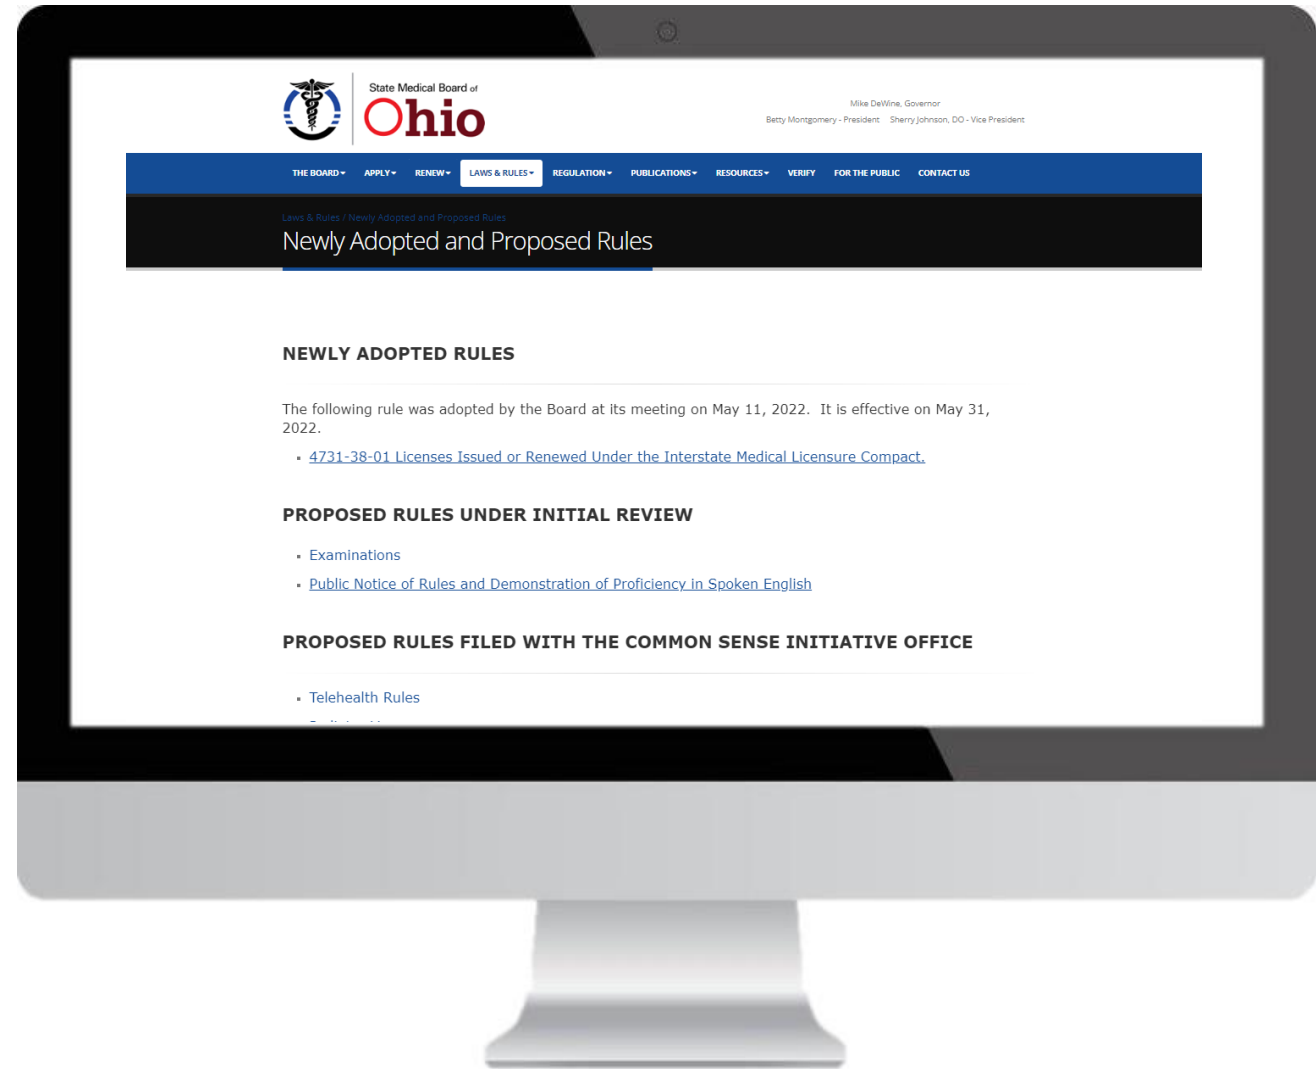 State Medical Board of
Ohio
Mike DeWine, Governor
Betty Montgomery - President Sherry Johnson, DO - Vice President
THE BOARD APPLY RENEW LAWS & RULES REGULATION PUBLICATIONS RESOURCES VERIFY FOR THE PUBLIC CONTACT US
Laws & Rules / Newly Adopted and Proposed Rules
Newly Adopted and Proposed Rules
NEWLY ADOPTED RULES
The following rule was adopted by the Board at its meeting on May 11, 2022. It is effective on May 31,
2022.
4731-38-01 Licenses Issued or Renewed Under the Interstate Medical Licensure Compact.
PROPOSED RULES UNDER INITIAL REVIEW
Examinations
Public Notice of Rules and Demonstration of Proficiency in Spoken English
PROPOSED RULES FILED WITH THE COMMON SENSE INITIATIVE OFFICE
Telehealth Rules